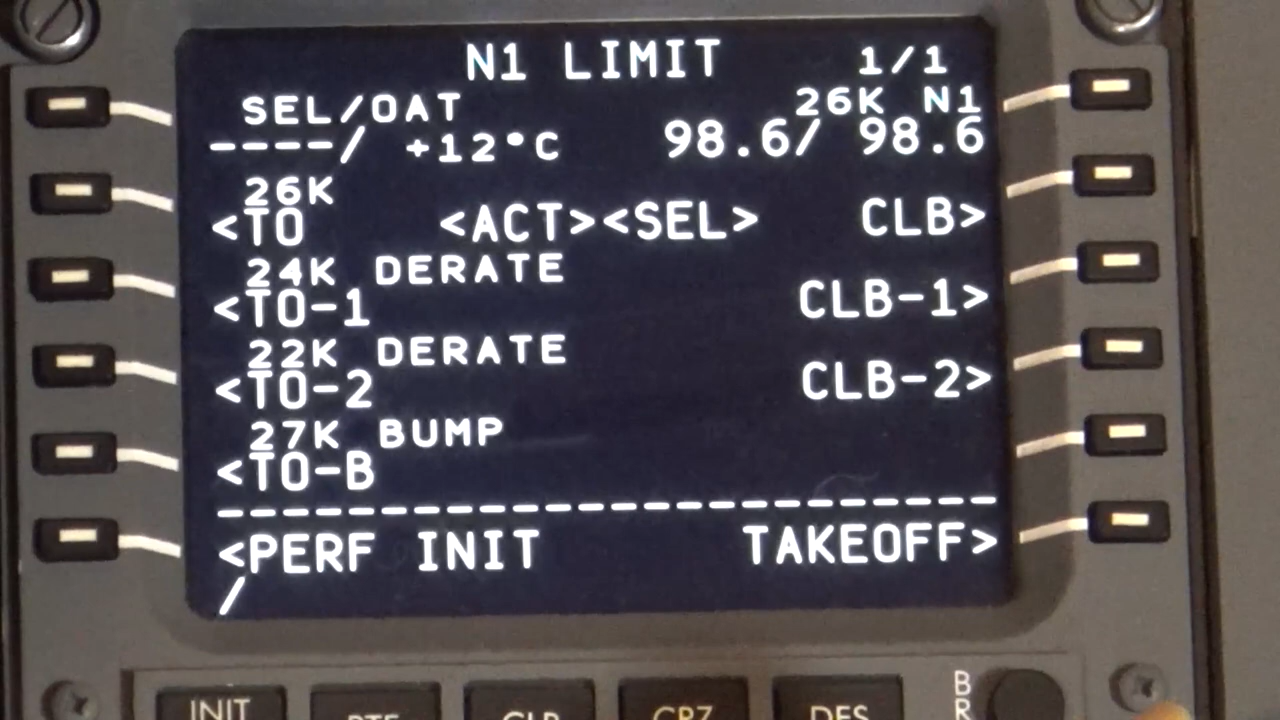 N1 LIMIT 1/1
SEL/OAT 26K N1
----/ +12°C 98.6/ 98.6
26K
<TO <ACT><SEL> CLB>
24K DERATE
<TO-1 CLB-1>
22K DERATE
<TO-2 CLB-2>
27K BUMP
<TO-B
------------------------
<PERF INIT TAKEOFF>
/
INIT RTE CLB CRZ DES
B
R